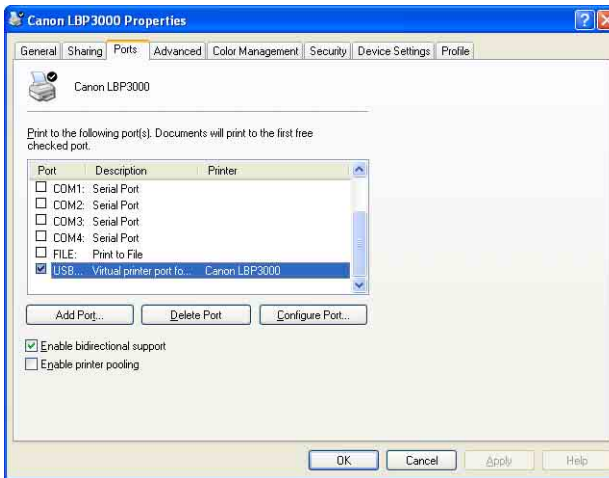 Canon LBP3000 Properties
General Sharing Ports Advanced Color Management Security Device Settings Profile
Canon LBP3000
Print to the following port(s). Documents will print to the first free
checked port.
Port Description Printer
COM1: Serial Port
COM2: Serial Port
COM3: Serial Port
COM4: Serial Port
FILE: Print to File
USB... Virtual printer port fo... Canon LBP3000
Add Port... Delete Port Configure Port...
Enable bidirectional support
Enable printer pooling
OK Cancel Apply Help